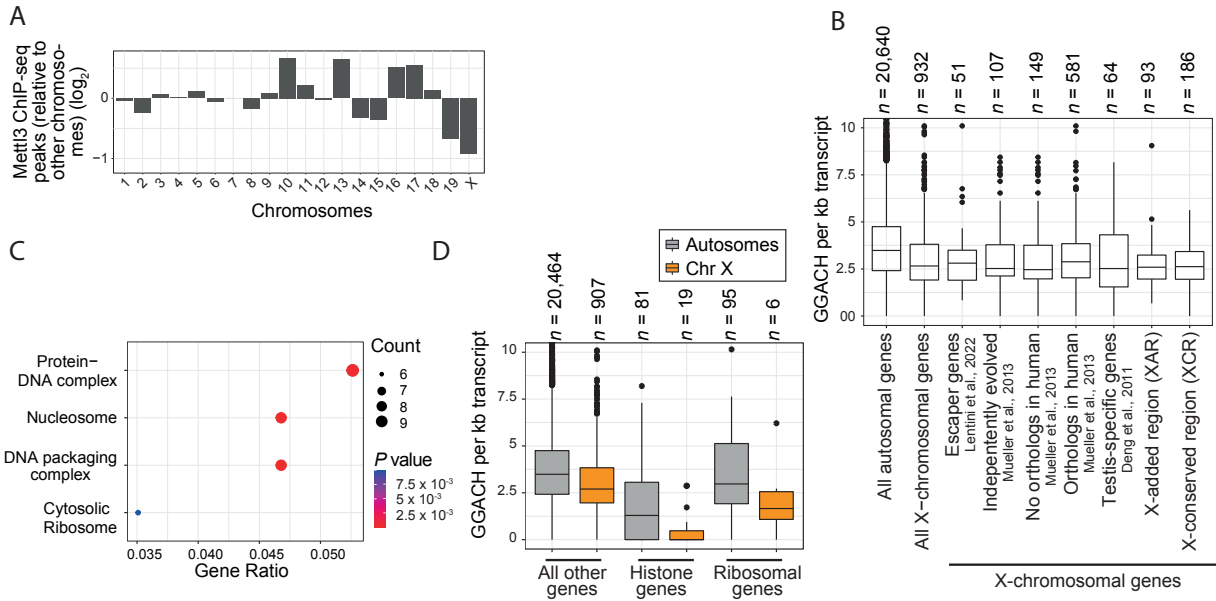 A
Mettl3 ChIP-seq
peaks (relative to
other chromoso-
mes) (log2)
0
−1
1
2
3
4
5
6
7
8
9
10
11
12
13
14
15
16
17
18
19
X
Chromosomes
B
n = 20,640
n = 932
n = 51
n = 107
n = 149
n = 581
n = 64
n = 93
n = 186
GGACH per kb transcript
10
7.5
5
2.5
00
All autosomal genes
All X−chromosomal genes
Escaper genes
Lentini et al., 2022
Indepentently evolved
Mueller et al., 2013
No orthologs in human
Mueller et al., 2013
Orthologs in human
Mueller et al., 2013
Testis-specific genes
Deng et al., 2011
X-added region (XAR)
X-conserved region (XCR)
X-chromosomal genes
C
Protein−
DNA complex
Nucleosome
DNA packaging
complex
Cytosolic
Ribosome
0.035
0.040
0.045
0.050
Gene Ratio
Count
6
7
8
9
P value
7.5 x 10-3
5.0 x 10-3
2.5 x 10-3
D
Autosomes
Chr X
n = 20,464
n = 907
n = 81
n = 19
n = 95
n = 6
GGACH per kb transcript
10
7.5
5
2.5
0
All other
genes
Histone
genes
Ribosomal
genes